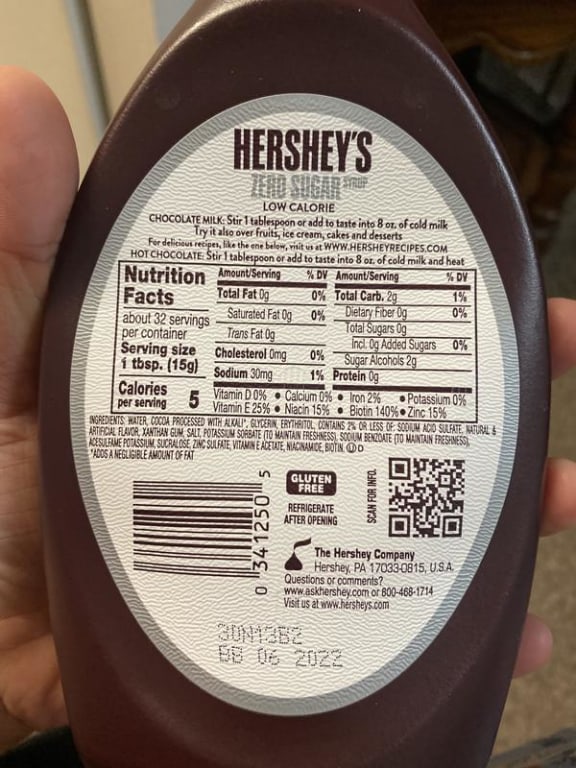 HERSHEY'S
ZERO SUGAR SYRUP
LOW CALORIE
CHOCOLATE MILK: Stir 1 tablespoon or add to taste into 8 oz. of cold milk
Try it also over fruits, ice cream, cakes and desserts
For delicious recipes, like the one below, visit us at WWW.HERSHEYRECIPES.COM
HOT CHOCOLATE: Stir 1 tablespoon or add to taste into 8 oz. of cold milk and heat
Nutrition
Facts
about 32 servings
per container
Serving size
1 tbsp. (15g)
Calories
per serving 5
Amount/Serving % DV
Total Fat 0g 0%
Saturated Fat 0g 0%
Trans Fat 0g
Cholesterol 0mg 0%
Sodium 30mg 1%
Amount/Serving % DV
Total Carb. 2g 1%
Dietary Fiber 0g 0%
Total Sugars 0g
Incl. 0g Added Sugars 0%
Sugar Alcohols 2g
Protein 0g
Vitamin D 0% • Calcium 0% • Iron 2% • Potassium 0%
Vitamin E 25% • Niacin 15% • Biotin 140% • Zinc 15%
INGREDIENTS: WATER, COCOA PROCESSED WITH ALKALI*, GLYCERIN, ERYTHRITOL, CONTAINS 2% OR LESS OF: SODIUM ACID SULFATE, NATURAL &
ARTIFICIAL FLAVOR, XANTHAN GUM, SALT, POTASSIUM SORBATE (TO MAINTAIN FRESHNESS), SODIUM BENZOATE (TO MAINTAIN FRESHNESS),
ACESULFAME POTASSIUM, SUCRALOSE, ZINC SULFATE, VITAMIN E ACETATE, NIACINAMIDE, BIOTIN. Ⓤ D
*ADDS A NEGLIGIBLE AMOUNT OF FAT
0 341250 5
GLUTEN
FREE
REFRIGERATE
AFTER OPENING
SCAN FOR INFO.
The Hershey Company
Hershey, PA 17033-0815, U.S.A.
Questions or comments?
www.askhershey.com or 800-468-1714
Visit us at www.hersheys.com
30N13B2
BB 06 2022